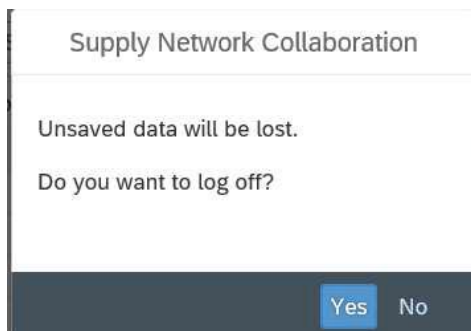 Supply Network Collaboration
Unsaved data will be lost.
Do you want to log off?
Yes No